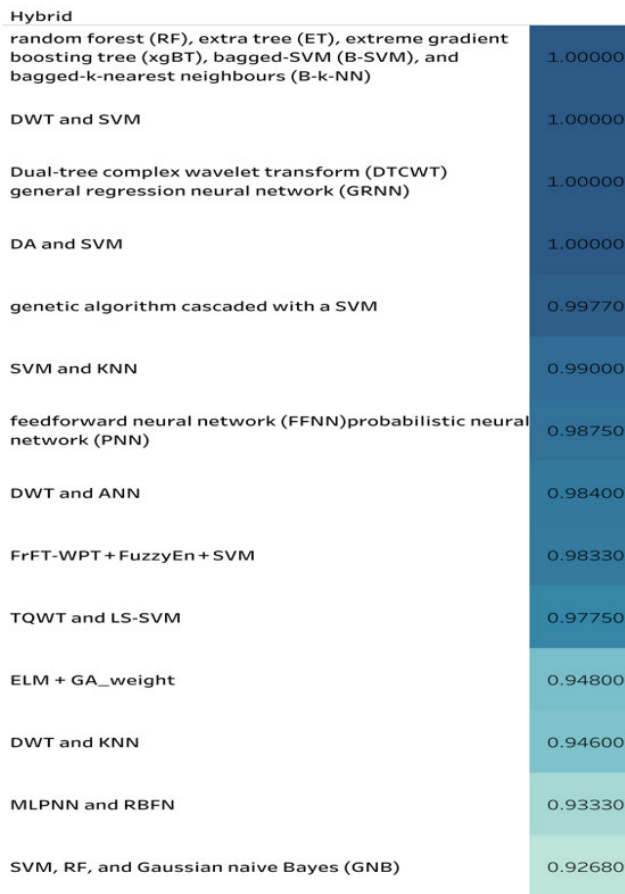 Hybrid
random forest (RF), extra tree (ET), extreme gradient
boosting tree (xgBT), bagged-SVM (B-SVM), and
bagged-k-nearest neighbours (B-k-NN)
1.00000
DWT and SVM
1.00000
Dual-tree complex wavelet transform (DTCWT)
general regression neural network (GRNN)
1.00000
DA and SVM
1.00000
genetic algorithm cascaded with a SVM
0.99770
SVM and KNN
0.99000
feedforward neural network (FFNN)probabilistic neural
network (PNN)
0.98750
DWT and ANN
0.98400
FrFT-WPT + FuzzyEn + SVM
0.98330
TQWT and LS-SVM
0.97750
ELM + GA_weight
0.94800
DWT and KNN
0.94600
MLPNN and RBFN
0.93330
SVM, RF, and Gaussian naive Bayes (GNB)
0.92680